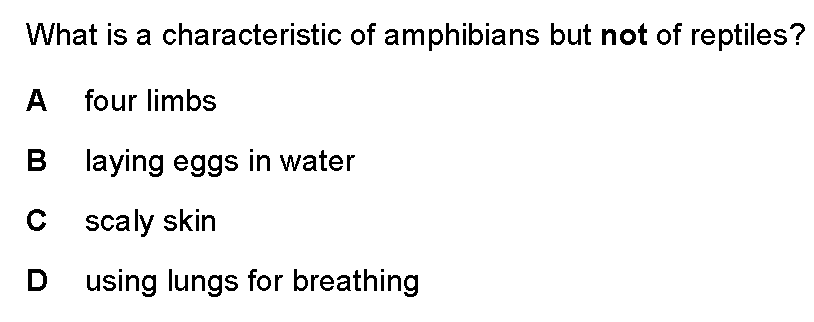 What is a characteristic of amphibians but not of reptiles?
A four limbs
B laying eggs in water
C scaly skin
D using lungs for breathing